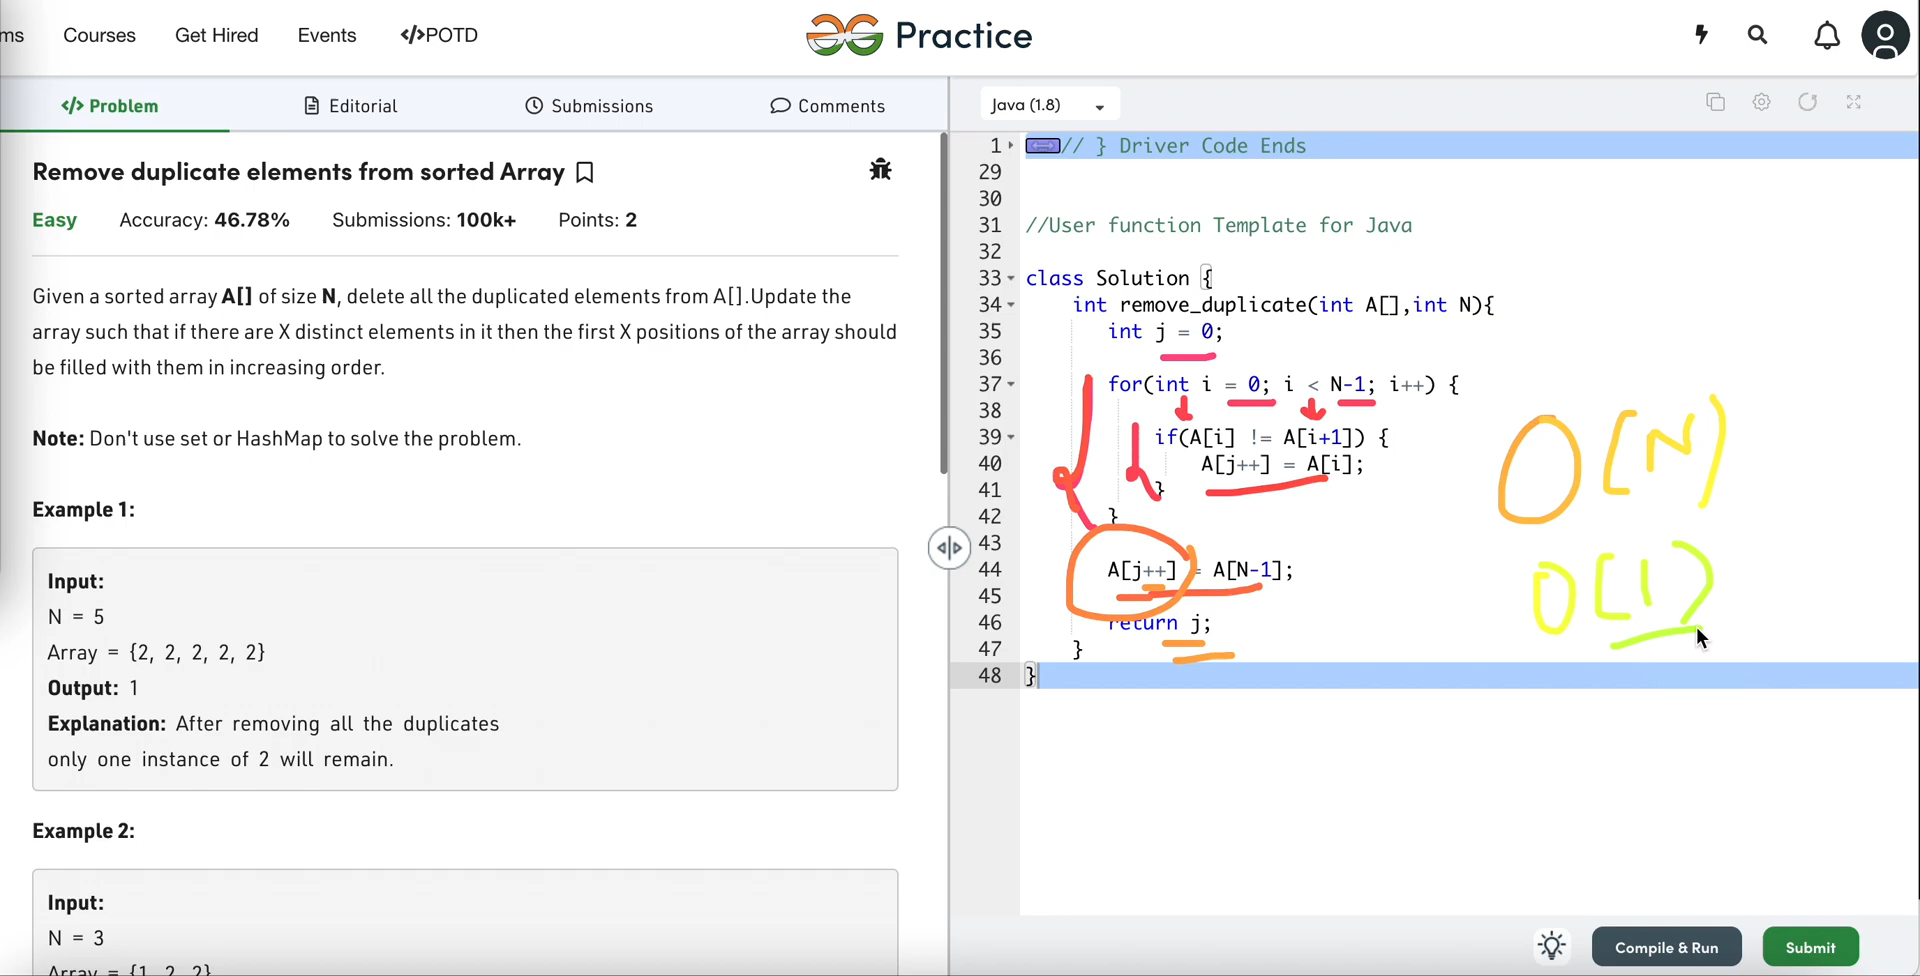 ms Courses Get Hired Events </>POTD Practice
</> Problem Editorial Submissions Comments
Remove duplicate elements from sorted Array
Easy Accuracy: 46.78% Submissions: 100k+ Points: 2
Given a sorted array A[] of size N, delete all the duplicated elements from A[].Update the
array such that if there are X distinct elements in it then the first X positions of the array should
be filled with them in increasing order.
Note: Don't use set or HashMap to solve the problem.
Example 1:
Input:
N = 5
Array = {2, 2, 2, 2, 2}
Output: 1
Explanation: After removing all the duplicates
only one instance of 2 will remain.
Example 2:
Input:
N = 3
Array = {1, 2, 2}
Java (1.8)
1 // } Driver Code Ends
29
30
31 //User function Template for Java
32
33 class Solution {
34 int remove_duplicate(int A[],int N){
35 int j = 0;
36
37 for(int i = 0; i < N-1; i++) {
38
39 if(A[i] != A[i+1]) {
40 A[j++] = A[i];
41 }
42 }
43
44 A[j++] = A[N-1];
45
46 return j;
47 }
48 }
O(N)
O(1)
Compile & Run Submit